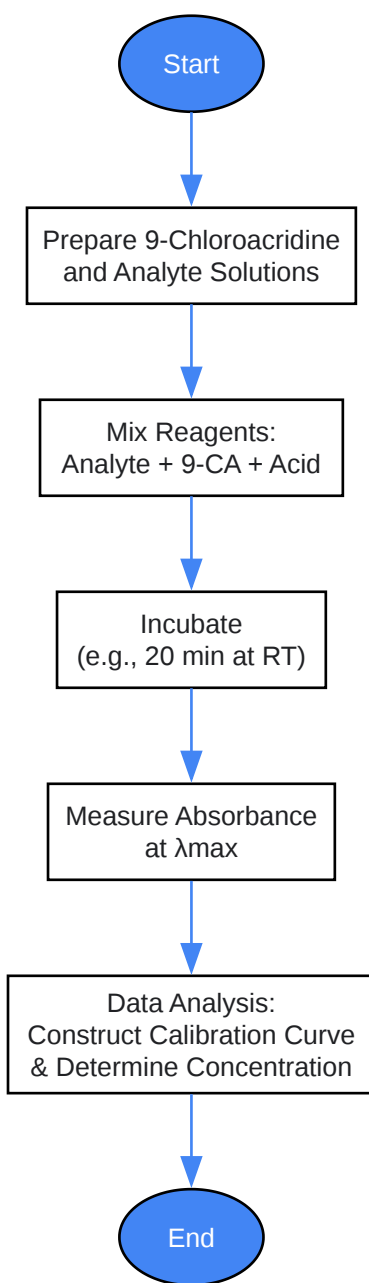 Start
Prepare 9-Chloroacridine
and Analyte Solutions
Mix Reagents:
Analyte + 9-CA + Acid
Incubate
(e.g., 20 min at RT)
Measure Absorbance
at λmax
Data Analysis:
Construct Calibration Curve
& Determine Concentration
End